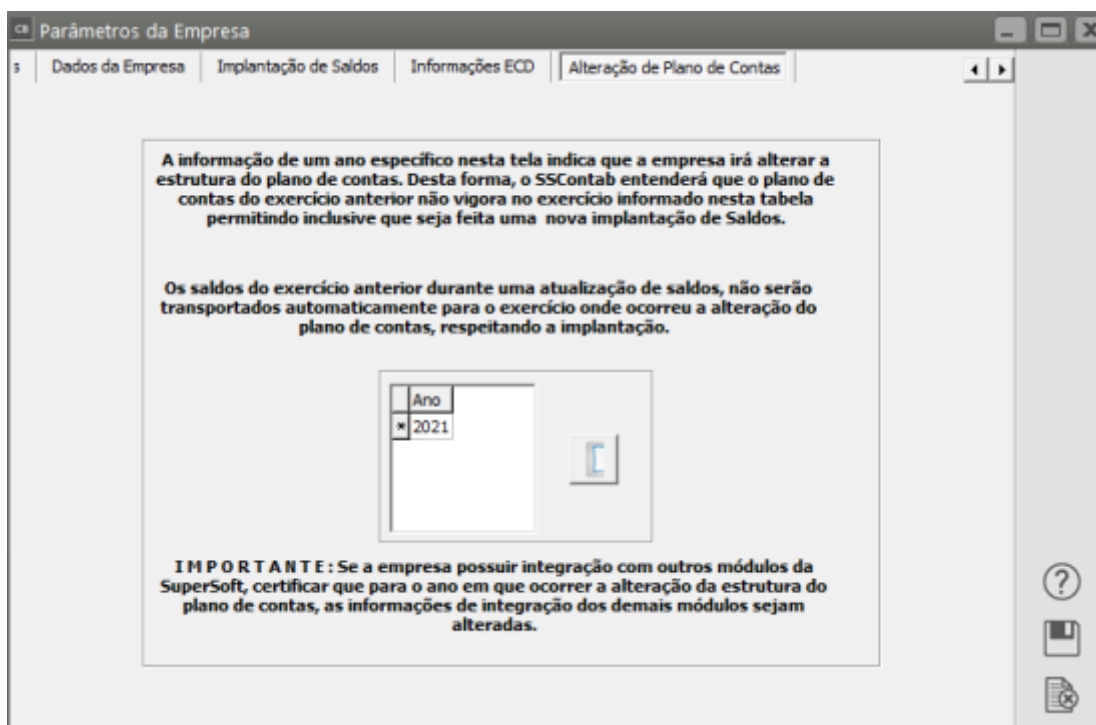 CB Parâmetros da Empresa
s Dados da Empresa Implantação de Saldos Informações ECD Alteração de Plano de Contas
A informação de um ano específico nesta tela indica que a empresa irá alterar a
estrutura do plano de contas. Desta forma, o SSContab entenderá que o plano de
contas do exercício anterior não vigora no exercício informado nesta tabela
permitindo inclusive que seja feita uma nova implantação de Saldos.
Os saldos do exercício anterior durante uma atualização de saldos, não serão
transportados automaticamente para o exercício onde ocorreu a alteração do
plano de contas, respeitando a implantação.
Ano
* 2021
I M P O R T A N T E : Se a empresa possuir integração com outros módulos da
SuperSoft, certificar que para o ano em que ocorrer a alteração da estrutura do
plano de contas, as informações de integração dos demais módulos sejam
alteradas.